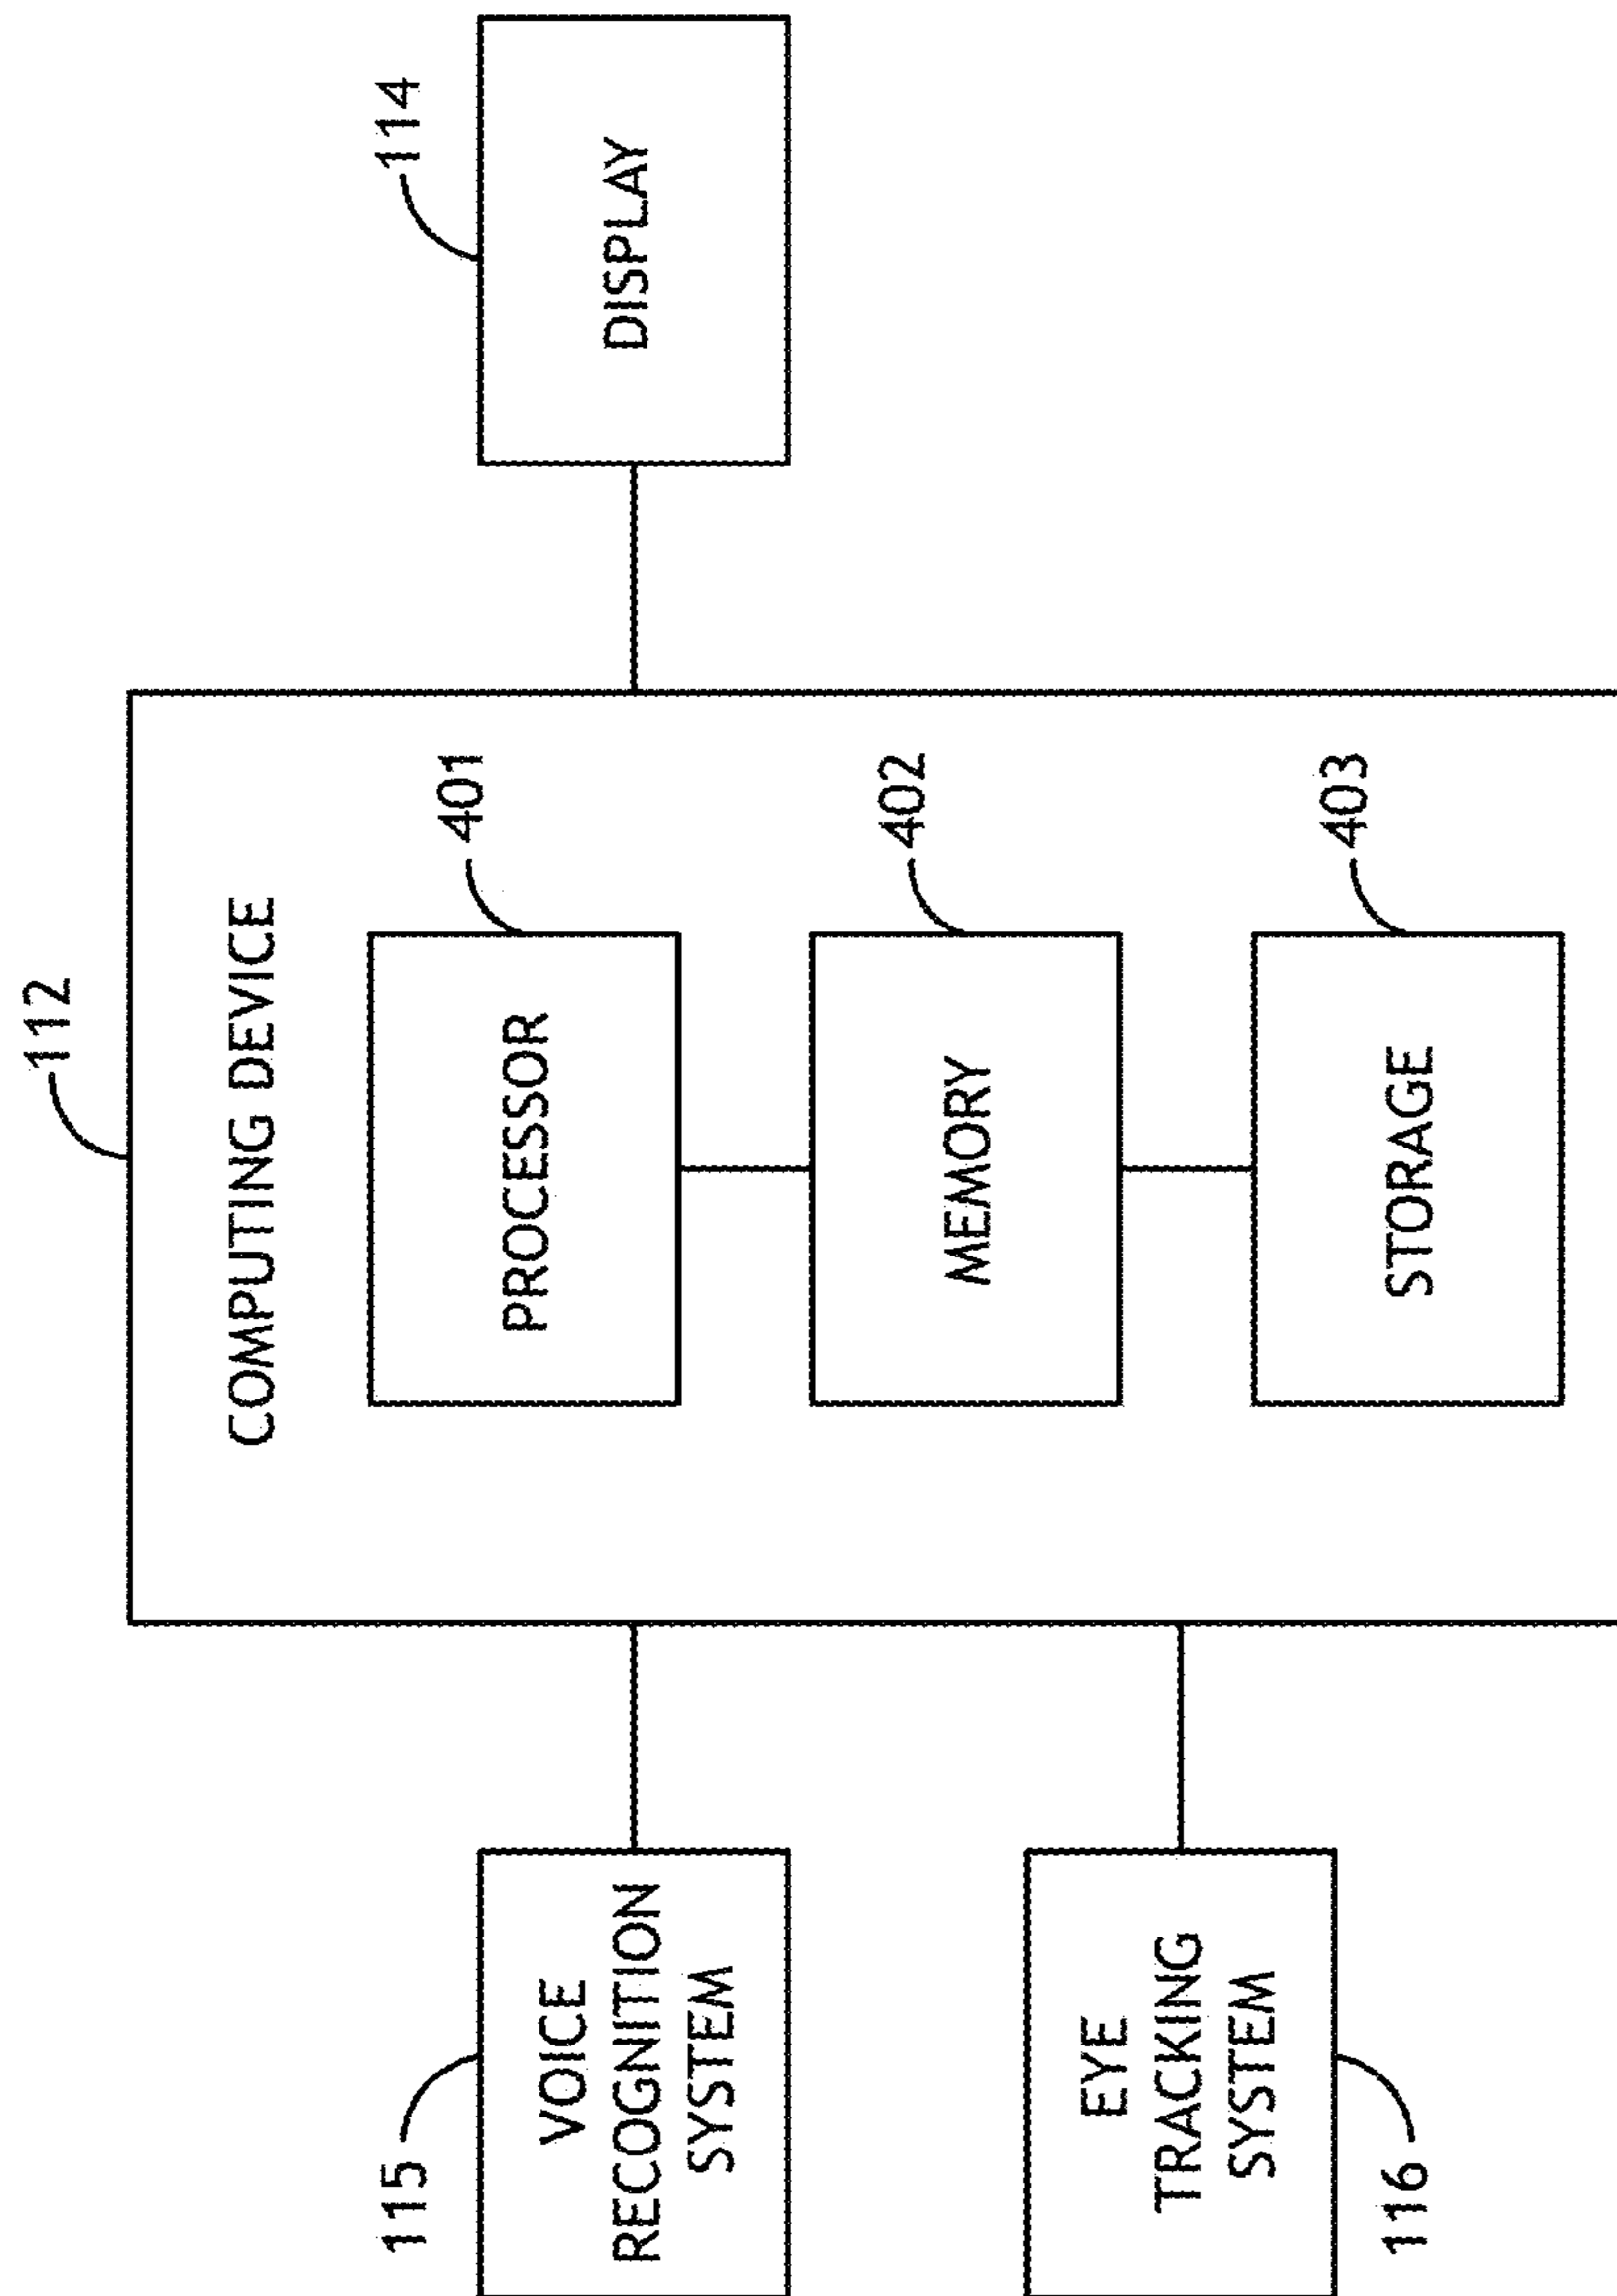 112
COMPUTING DEVICE
115
VOICE
RECOGNITION
SYSTEM
EYE
TRACKING
SYSTEM
116
401
PROCESSOR
402
MEMORY
403
STORAGE
114
DISPLAY